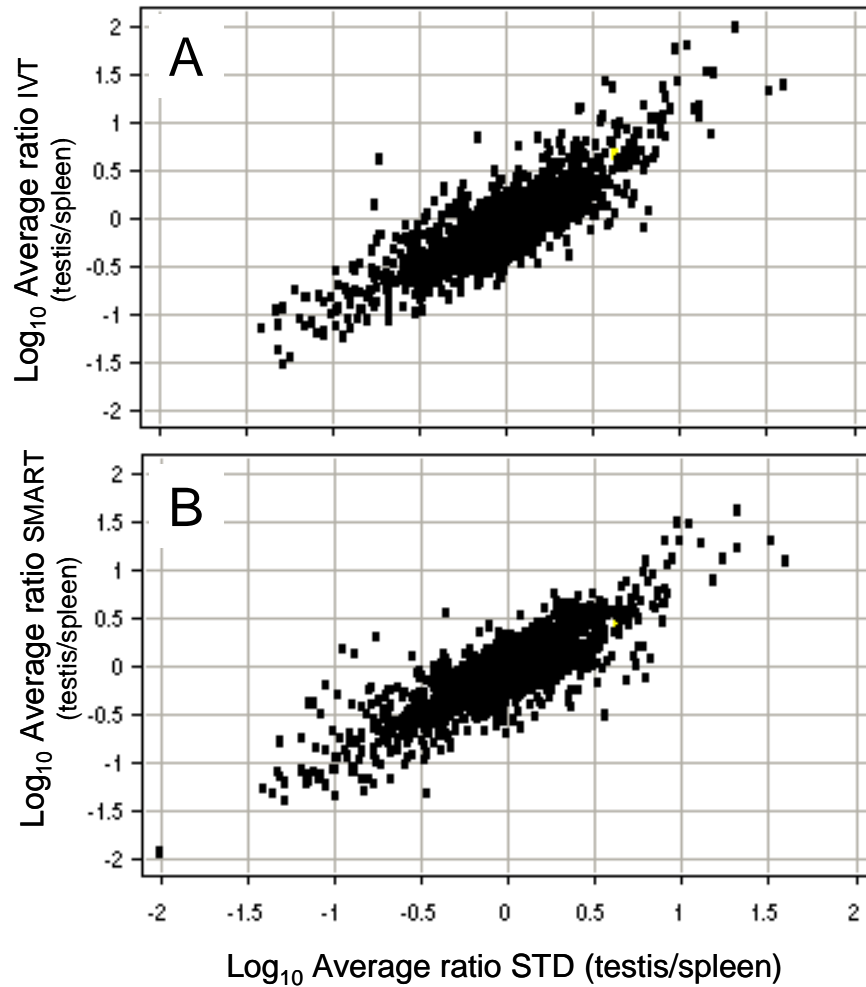 A
Log₁₀ Average ratio IVT
(testis/spleen)
2
1.5
1
0.5
0
-0.5
-1
-1.5
-2
B
Log₁₀ Average ratio SMART
(testis/spleen)
2
1.5
1
0.5
0
-0.5
-1
-1.5
-2
-2 -1.5 -1 -0.5 0 0.5 1 1.5 2
Log₁₀ Average ratio STD (testis/spleen)